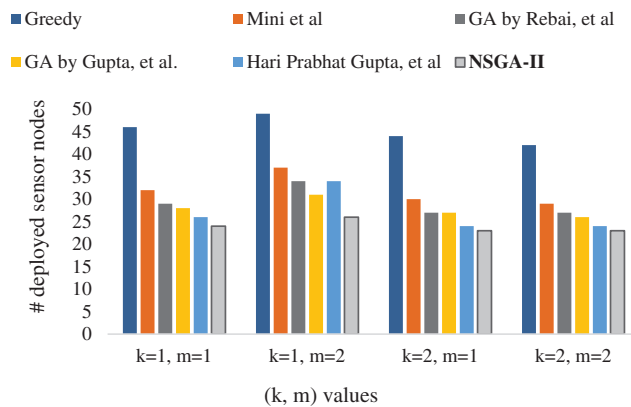 Greedy
Mini et al
GA by Rebai, et al
GA by Gupta, et al.
Hari Prabhat Gupta, et al
NSGA-II
# deployed sensor nodes
50
45
40
35
30
25
20
15
10
5
0
k=1, m=1
k=1, m=2
k=2, m=1
k=2, m=2
(k, m) values